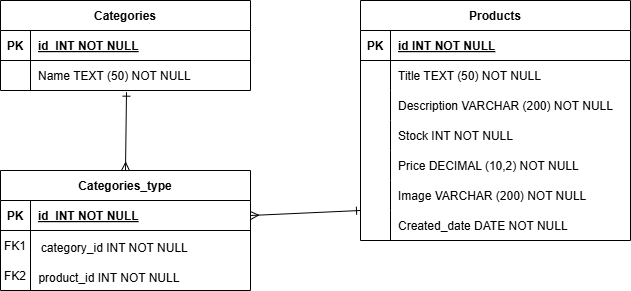 Categories
PK id INT NOT NULL
Name TEXT (50) NOT NULL
Products
PK id INT NOT NULL
Title TEXT (50) NOT NULL
Description VARCHAR (200) NOT NULL
Stock INT NOT NULL
Price DECIMAL (10,2) NOT NULL
Image VARCHAR (200) NOT NULL
Created_date DATE NOT NULL
Categories_type
PK id INT NOT NULL
FK1 category_id INT NOT NULL
FK2 product_id INT NOT NULL